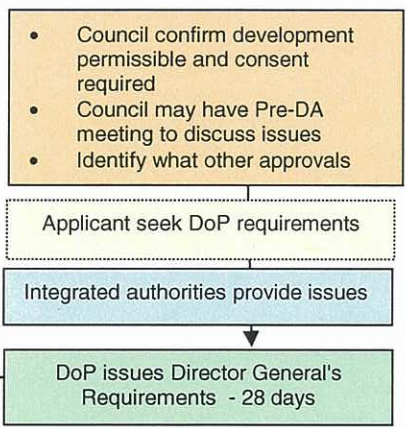 • Council confirm development
permissible and consent
required
• Council may have Pre-DA
meeting to discuss issues
• Identify what other approvals
Applicant seek DoP requirements
Integrated authorities provide issues
DoP issues Director General's
Requirements - 28 days